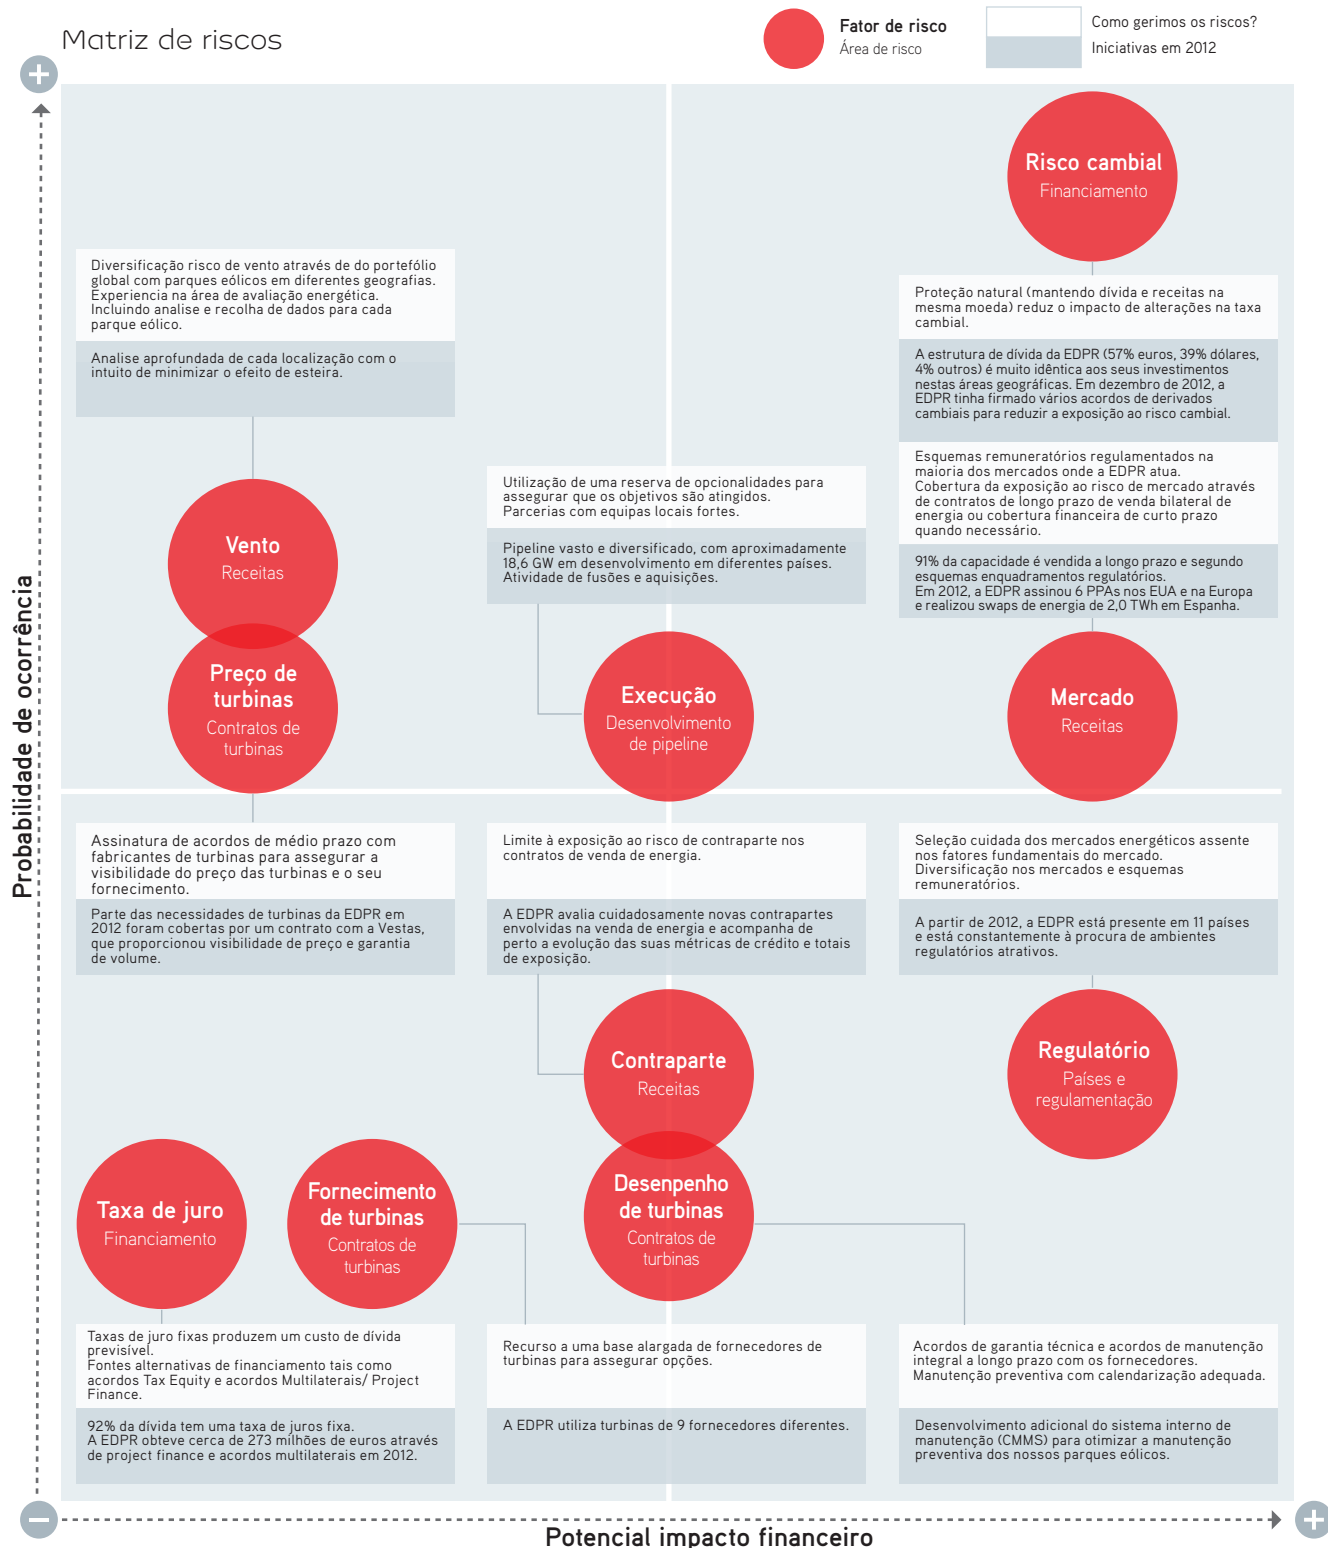 Matriz de riscos
Fator de risco
Área de risco
Como gerimos os riscos?
Iniciativas em 2012
Risco cambial
Financiamento
Diversificação risco de vento através de do portefólio
global com parques eólicos em diferentes geografias.
Experiencia na área de avaliação energética.
Incluindo analise e recolha de dados para cada
parque eólico.
Analise aprofundada de cada localização com o
intuito de minimizar o efeito de esteira.
Proteção natural (mantendo dívida e receitas na
mesma moeda) reduz o impacto de alterações na taxa
cambial.
A estrutura de dívida da EDPR (57% euros, 39% dólares,
4% outros) é muito idêntica aos seus investimentos
nestas áreas geográficas. Em dezembro de 2012, a
EDPR tinha firmado vários acordos de derivados
cambiais para reduzir a exposição ao risco cambial.
Esquemas remuneratórios regulamentados na
maioria dos mercados onde a EDPR atua.
Cobertura da exposição ao risco de mercado através
de contratos de longo prazo de venda bilateral de
energia ou cobertura financeira de curto prazo
quando necessário.
91% da capacidade é vendida a longo prazo e segundo
esquemas enquadramentos regulatórios.
Em 2012, a EDPR assinou 6 PPAs nos EUA e na Europa
e realizou swaps de energia de 2,0 TWh em Espanha.
Utilização de uma reserva de opcionalidades para
assegurar que os objetivos são atingidos.
Parcerias com equipas locais fortes.
Pipeline vasto e diversificado, com aproximadamente
18,6 GW em desenvolvimento em diferentes países.
Atividade de fusões e aquisições.
Vento
Receitas
Preço de
turbinas
Contratos de
turbinas
Execução
Desenvolvimento
de pipeline
Mercado
Receitas
Probabilidade de ocorrência
Assinatura de acordos de médio prazo com
fabricantes de turbinas para assegurar a
visibilidade do preço das turbinas e o seu
fornecimento.
Parte das necessidades de turbinas da EDPR em
2012 foram cobertas por um contrato com a Vestas,
que proporcionou visibilidade de preço e garantia
de volume.
Limite à exposição ao risco de contraparte nos
contratos de venda de energia.
A EDPR avalia cuidadosamente novas contrapartes
envolvidas na venda de energia e acompanha de
perto a evolução das suas métricas de crédito e totais
de exposição.
Seleção cuidada dos mercados energéticos assente
nos fatores fundamentais do mercado.
Diversificação nos mercados e esquemas
remuneratórios.
A partir de 2012, a EDPR está presente em 11 países
e está constantemente à procura de ambientes
regulatórios atrativos.
Contraparte
Receitas
Regulatório
Países e
regulamentação
Taxa de juro
Financiamento
Fornecimento
de turbinas
Contratos de
turbinas
Desenpenho
de turbinas
Contratos de
turbinas
Taxas de juro fixas produzem um custo de dívida
previsível.
Fontes alternativas de financiamento tais como
acordos Tax Equity e acordos Multilaterais/ Project
Finance.
92% da dívida tem uma taxa de juros fixa.
A EDPR obteve cerca de 273 milhões de euros através
de project finance e acordos multilaterais em 2012.
Recurso a uma base alargada de fornecedores de
turbinas para assegurar opções.
A EDPR utiliza turbinas de 9 fornecedores diferentes.
Acordos de garantia técnica e acordos de manutenção
integral a longo prazo com os fornecedores.
Manutenção preventiva com calendarização adequada.
Desenvolvimento adicional do sistema interno de
manutenção (CMMS) para otimizar a manutenção
preventiva dos nossos parques eólicos.
Potencial impacto financeiro